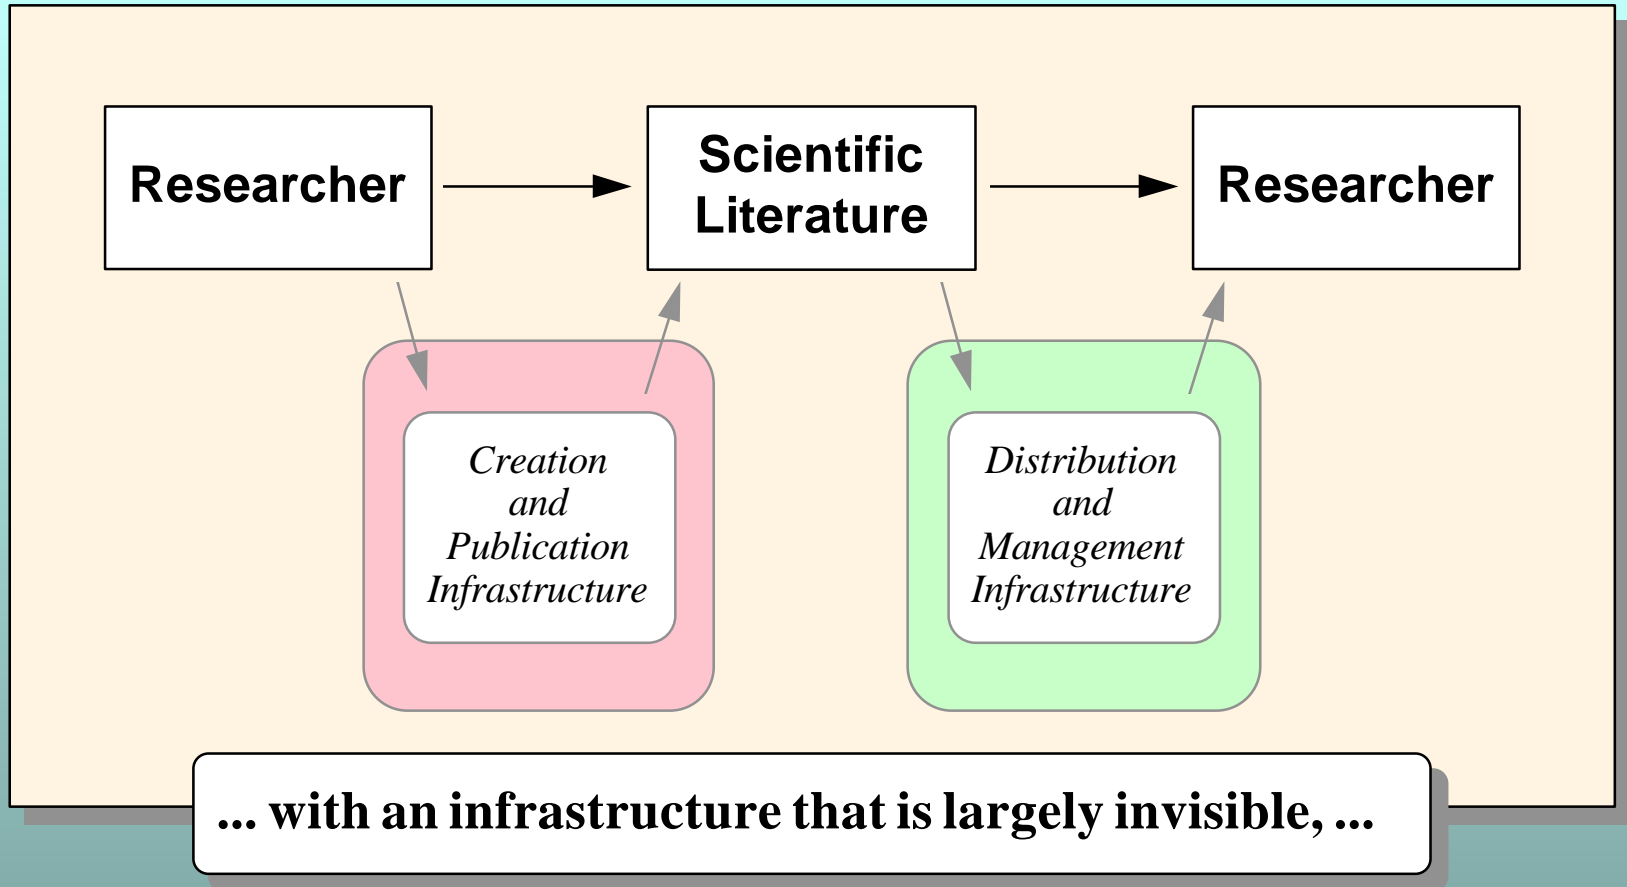 Researcher
Scientific
Literature
Researcher
Creation
and
Publication
Infrastructure
Distribution
and
Management
Infrastructure
... with an infrastructure that is largely invisible, ...